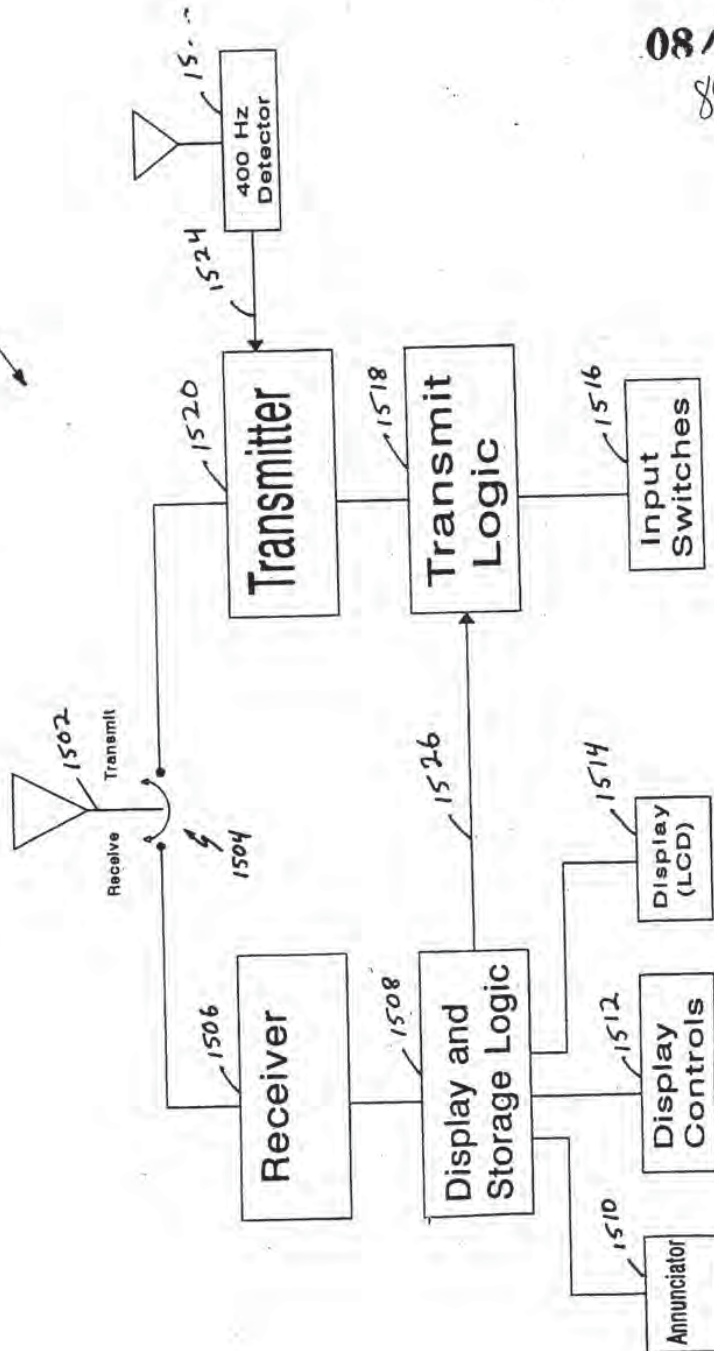 08/
1502
Receive
Transmit
1504
1506
Receiver
1520
Transmitter
1524
400 Hz
Detector
1508
Display and
Storage Logic
1526
1518
Transmit
Logic
1510
Annunciator
1512
Display
Controls
1514
Display
(LCD)
1516
Input
Switches